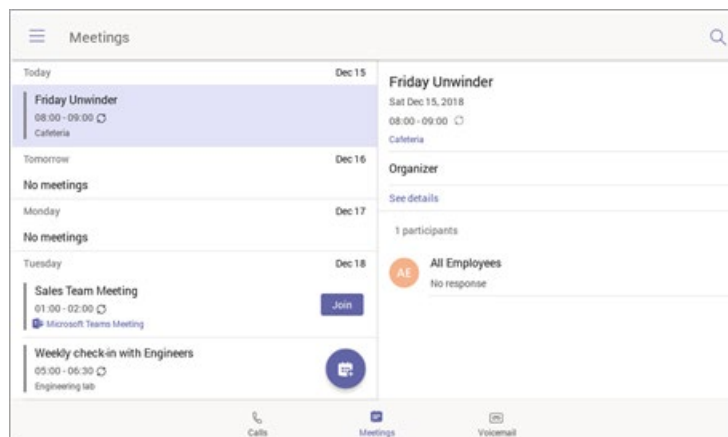 Meetings
Today Dec 15
Friday Unwinder
08:00 - 09:00
Cafeteria
Tomorrow Dec 16
No meetings
Monday Dec 17
No meetings
Tuesday Dec 18
Sales Team Meeting
01:00 - 02:00
Microsoft Teams Meeting
Join
Weekly check-in with Engineers
05:00 - 06:30
Engineering lab
Friday Unwinder
Sat Dec 15, 2018
08:00 - 09:00
Cafeteria
Organizer
See details
1 participants
AE
All Employees
No response
Calls
Meetings
Voicemail